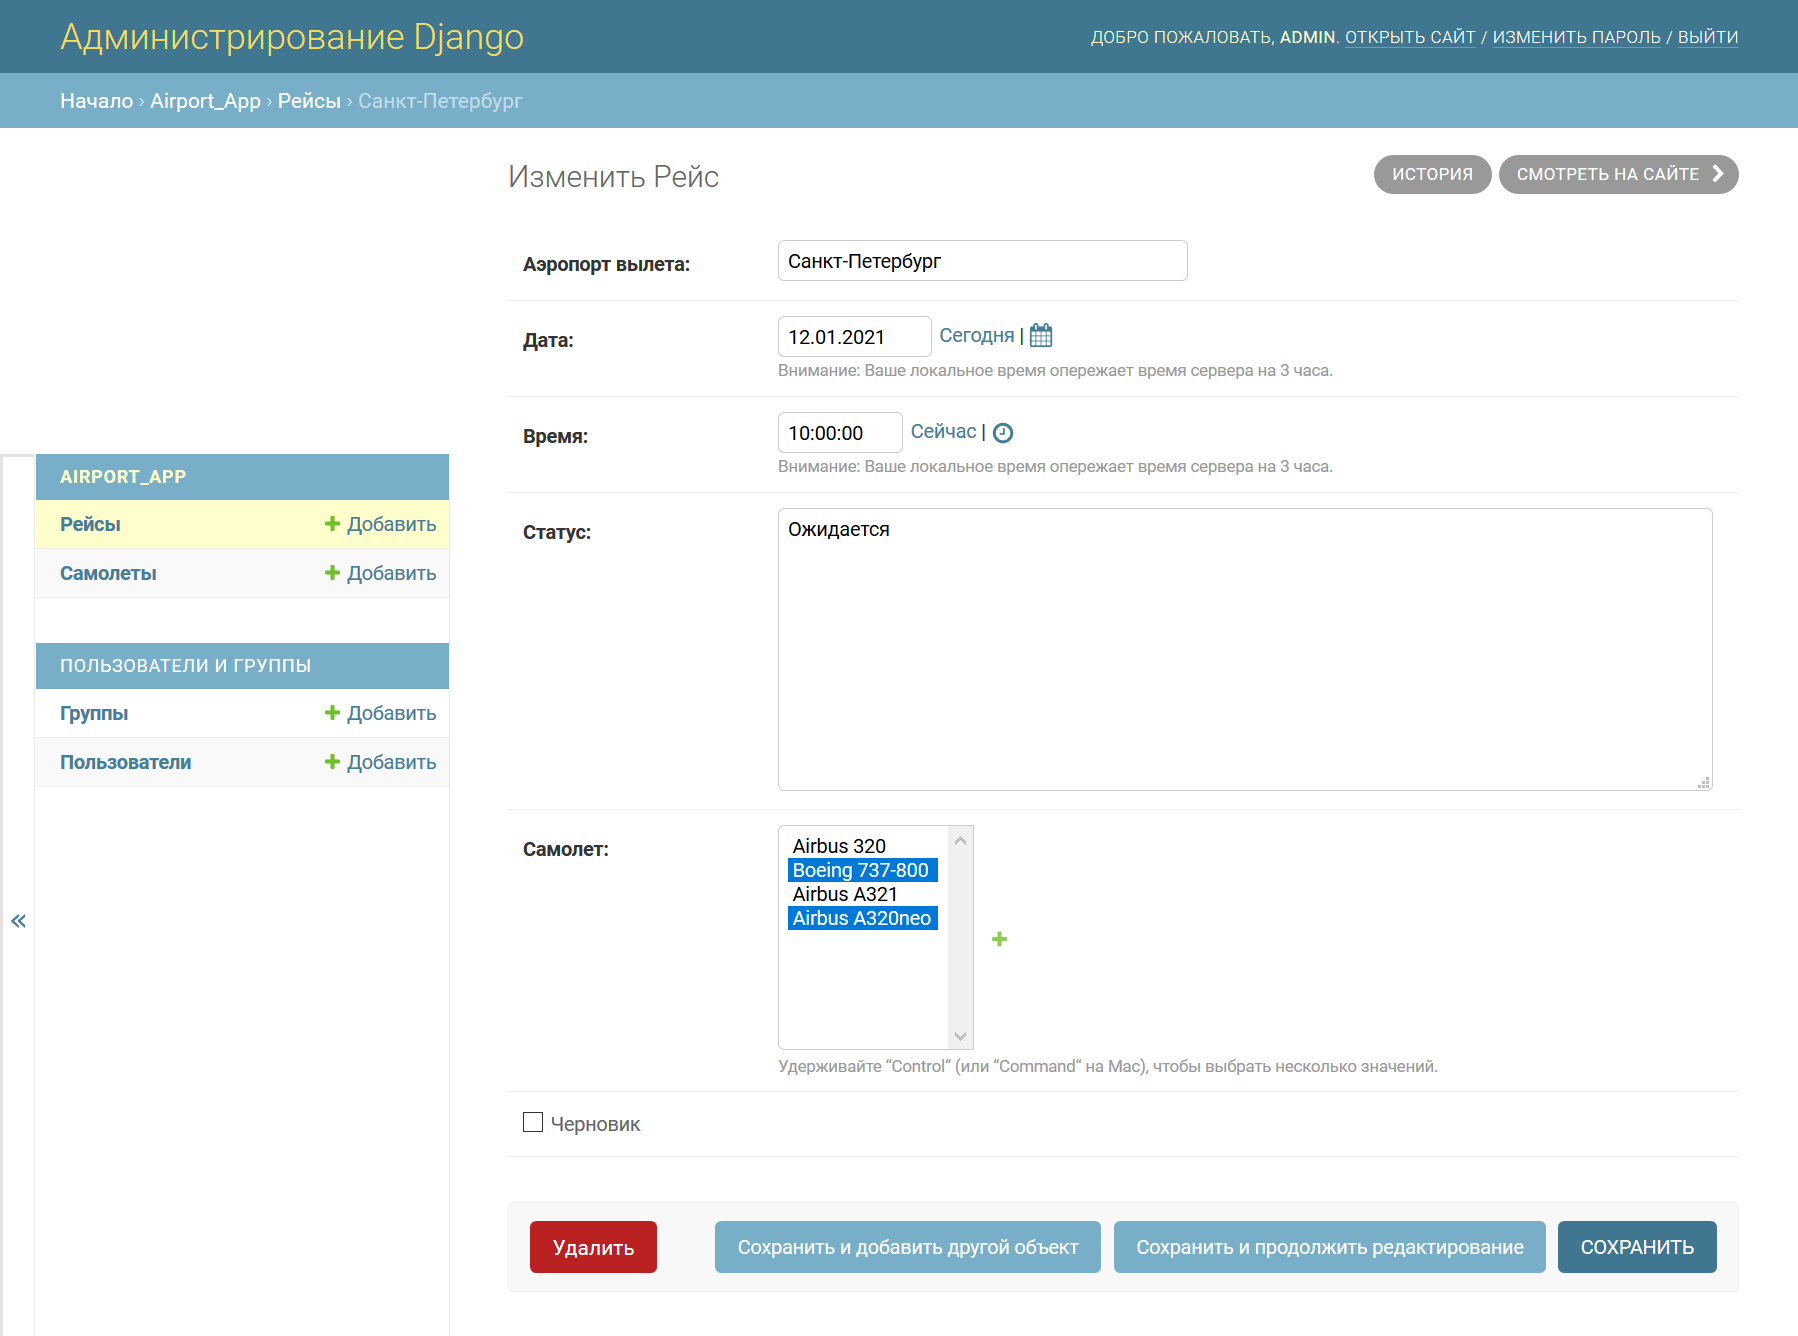 Администрирование Django
ДОБРО ПОЖАЛОВАТЬ, ADMIN. ОТКРЫТЬ САЙТ / ИЗМЕНИТЬ ПАРОЛЬ / ВЫЙТИ
Начало › Airport_App › Рейсы › Санкт-Петербург
Изменить Рейс
ИСТОРИЯ
СМОТРЕТЬ НА САЙТЕ
Аэропорт вылета:
Санкт-Петербург
Дата:
12.01.2021
Сегодня |
Внимание: Ваше локальное время опережает время сервера на 3 часа.
Время:
10:00:00
Сейчас |
Внимание: Ваше локальное время опережает время сервера на 3 часа.
AIRPORT_APP
Рейсы
Добавить
Самолеты
Добавить
ПОЛЬЗОВАТЕЛИ И ГРУППЫ
Группы
Добавить
Пользователи
Добавить
«
Статус:
Ожидается
Самолет:
Airbus 320
Boeing 737-800
Airbus A321
Airbus A320neo
Удерживайте “Control“ (или “Command“ на Mac), чтобы выбрать несколько значений.
Черновик
Удалить
Сохранить и добавить другой объект
Сохранить и продолжить редактирование
СОХРАНИТЬ